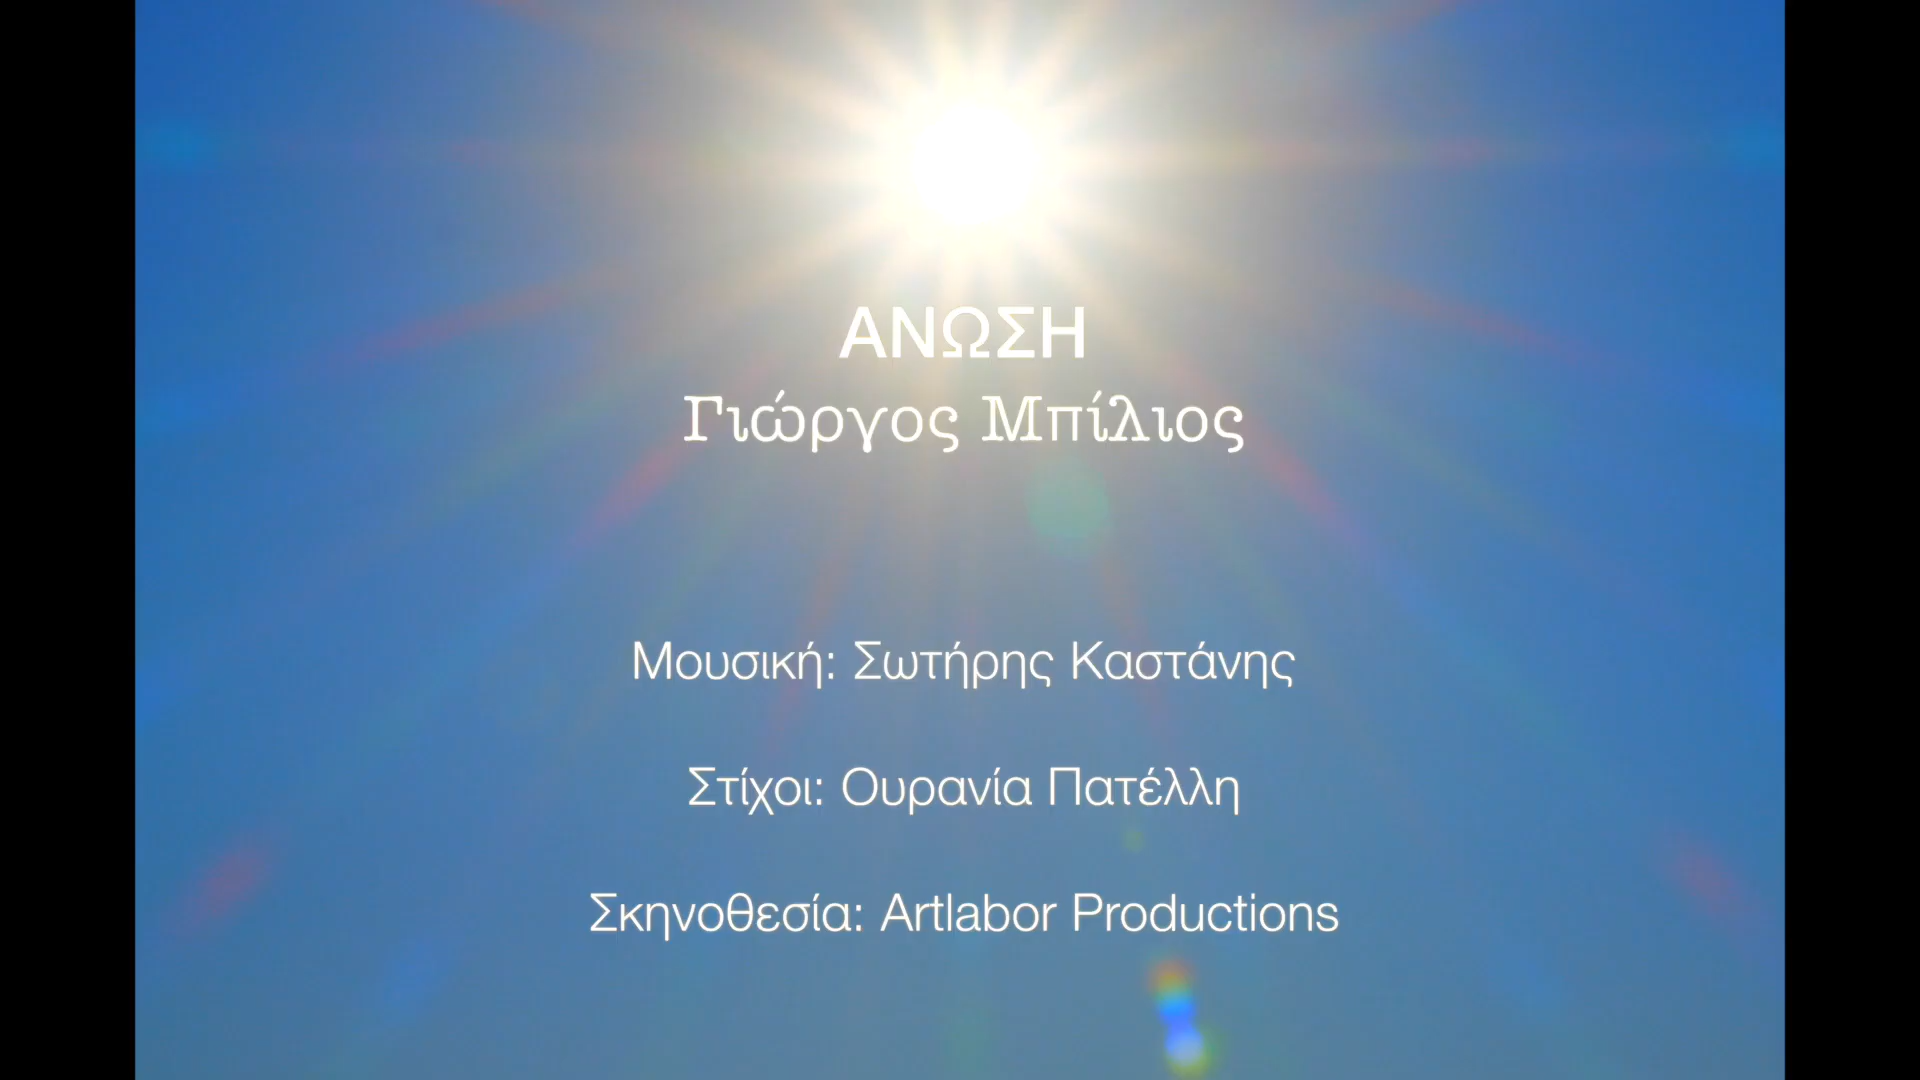 ΑΝΩΣΗ
Γιώργος Μπίλιος
Μουσική: Σωτήρης Καστάνης
Στίχοι: Ουρανία Πατέλλη
Σκηνοθεσία: Artlabor Productions